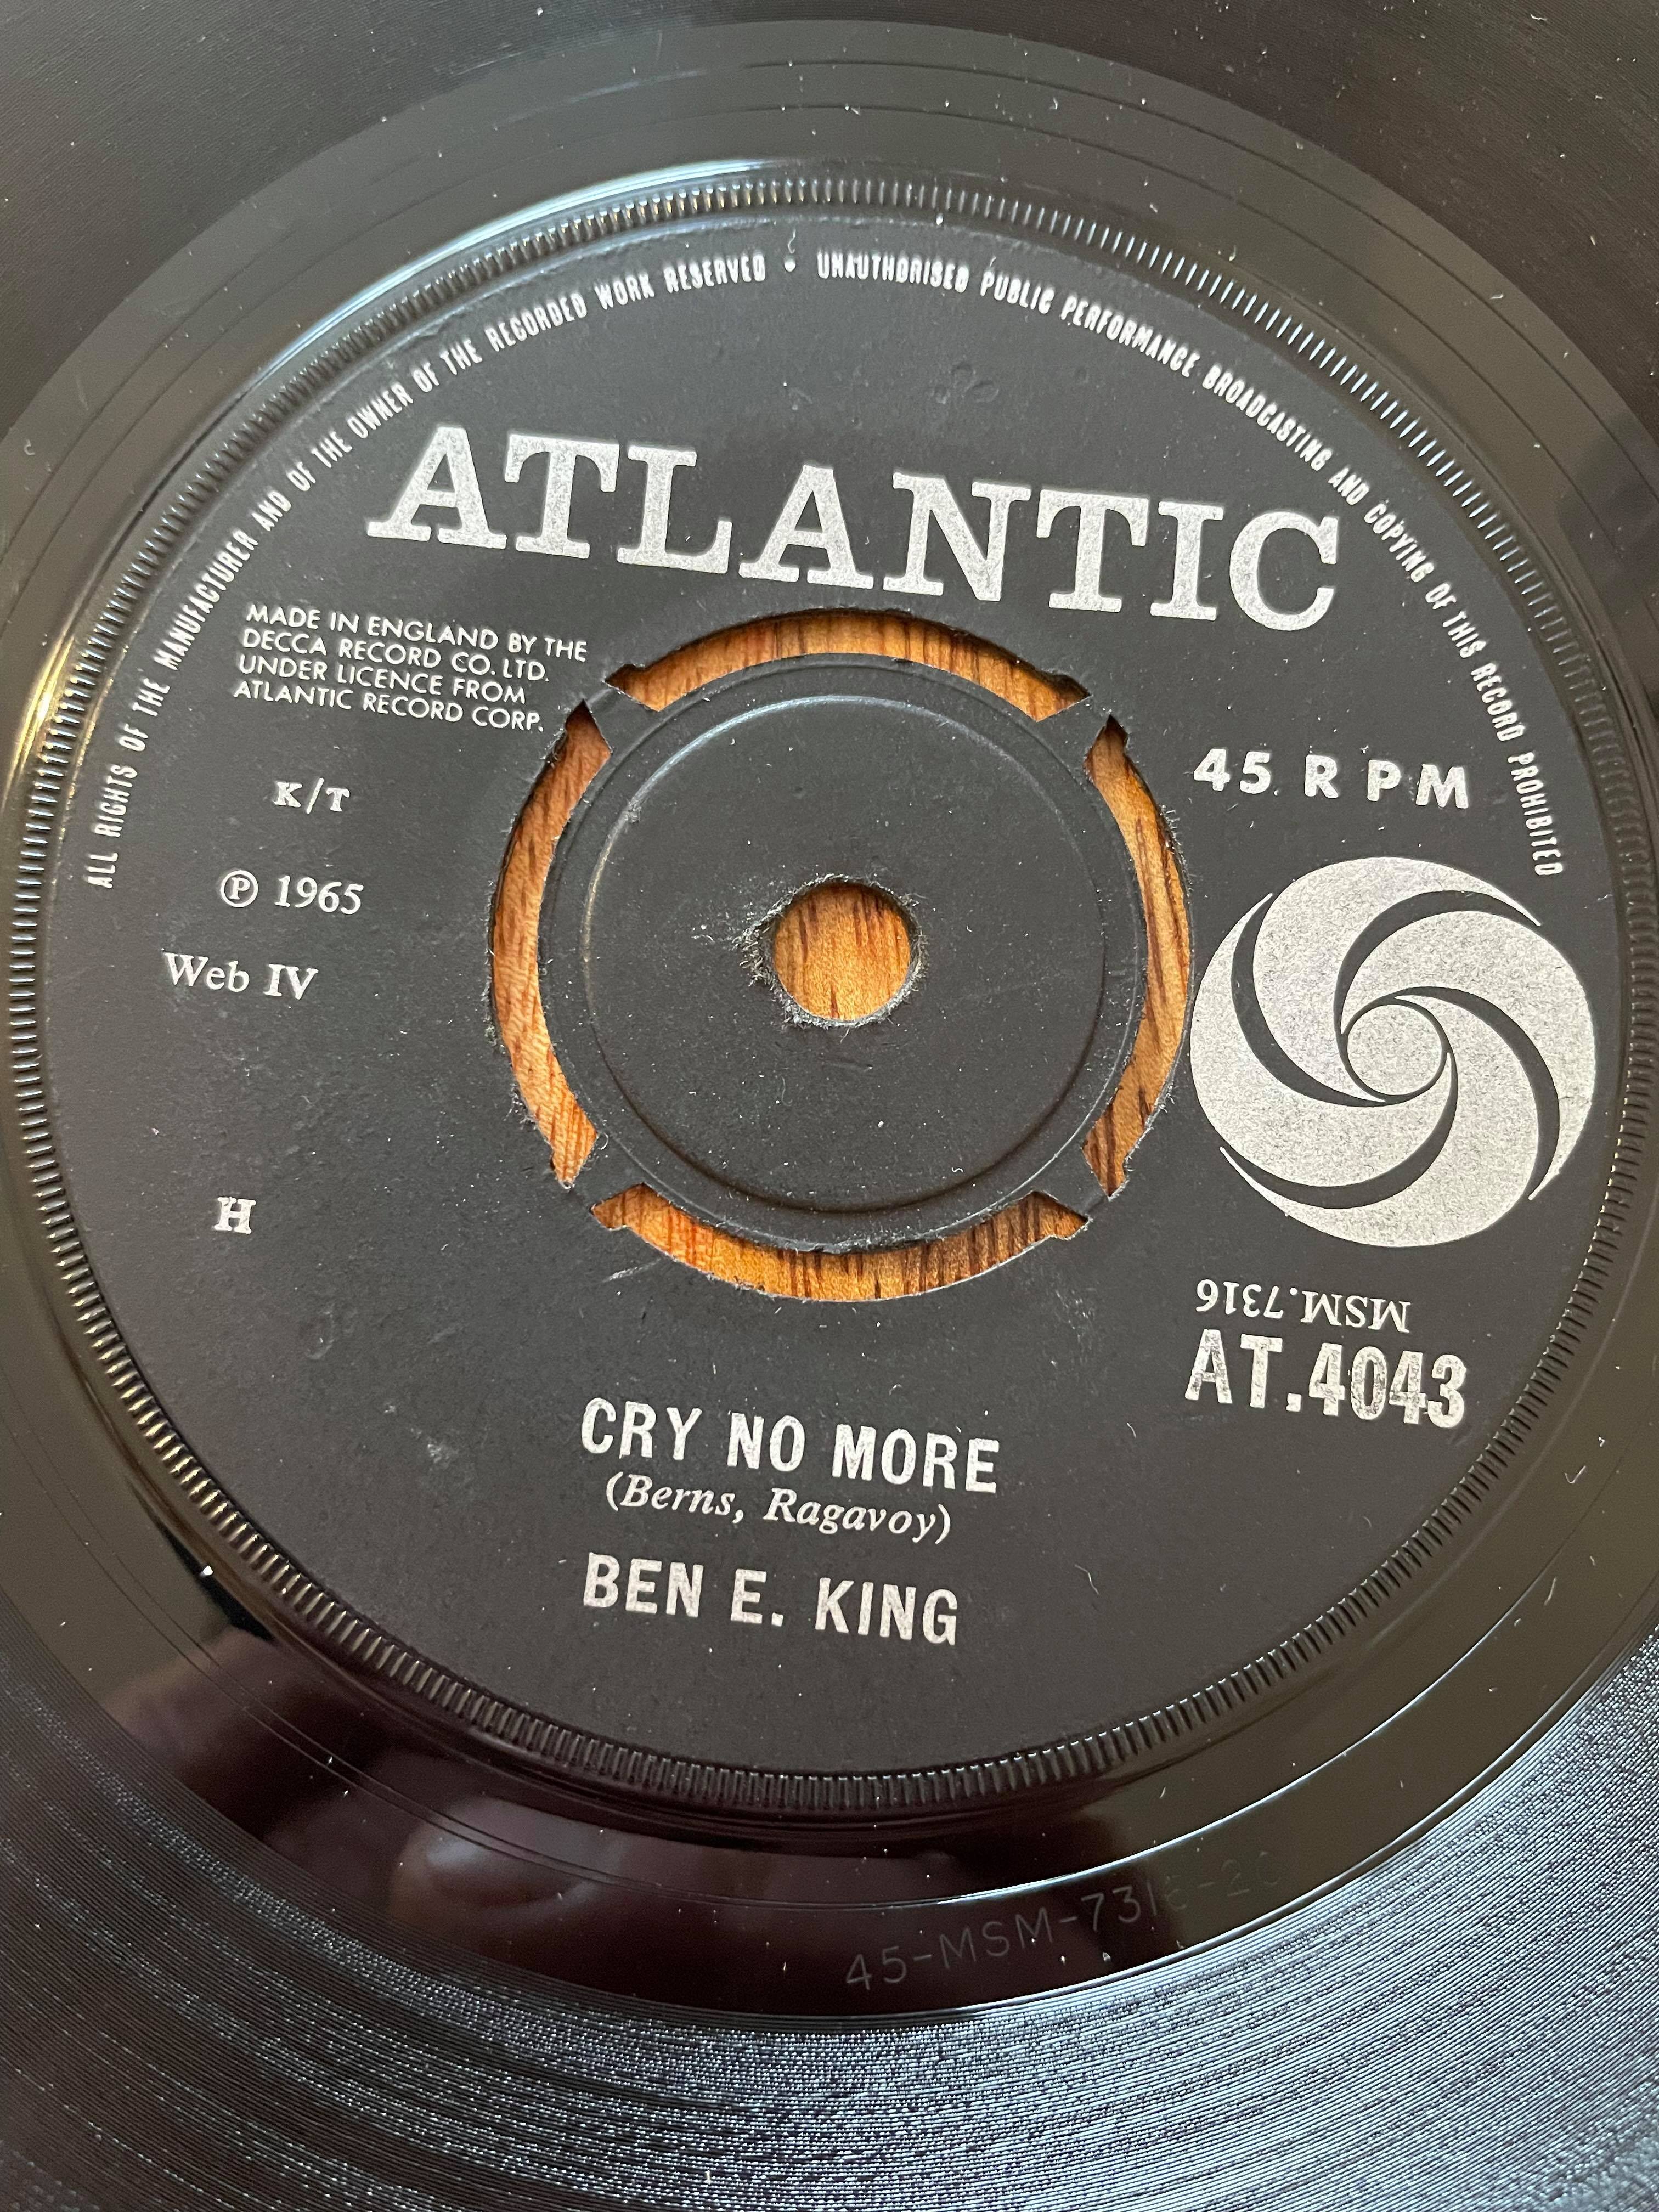 ALL RIGHTS OF THE MANUFACTURER AND OF THE OWNER OF THE RECORDED WORK RESERVED • UNAUTHORISED PUBLIC PERFORMANCE BROADCASTING AND COPYING OF THIS RECORD PROHIBITED
ATLANTIC
MADE IN ENGLAND BY THE
DECCA RECORD CO. LTD.
UNDER LICENCE FROM
ATLANTIC RECORD CORP.
45 RPM
K/T
℗ 1965
Web IV
H
MSM.7316
AT.4043
CRY NO MORE
(Berns, Ragavoy)
BEN E. KING
45-MSM-7316-2C